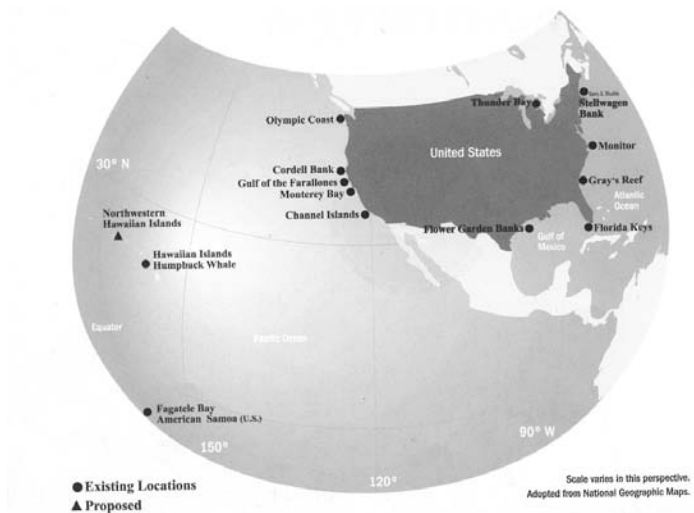 Thunder Bay
Gerry E. Studds
Stellwagen
Bank
Olympic Coast
Monitor
United States
30° N
Cordell Bank
Gulf of the Farallones
Monterey Bay
Gray's Reef
Atlantic
Ocean
Northwestern
Hawaiian Islands
Channel Islands
Flower Garden Banks
Florida Keys
Gulf of
Mexico
Hawaiian Islands
Humpback Whale
Equator
Pacific Ocean
Fagatele Bay
American Samoa (U.S.)
90° W
150°
120°
Existing Locations
Proposed
Scale varies in this perspective.
Adopted from National Geographic Maps.